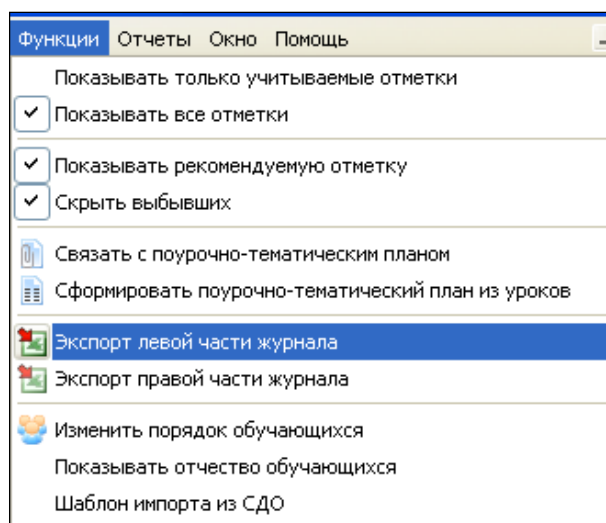 Функции Отчеты Окно Помощь
Показывать только учитываемые отметки
Показывать все отметки
Показывать рекомендуемую отметку
Скрыть выбывших
Связать с поурочно-тематическим планом
Сформировать поурочно-тематический план из уроков
Экспорт левой части журнала
Экспорт правой части журнала
Изменить порядок обучающихся
Показывать отчество обучающихся
Шаблон импорта из СДО